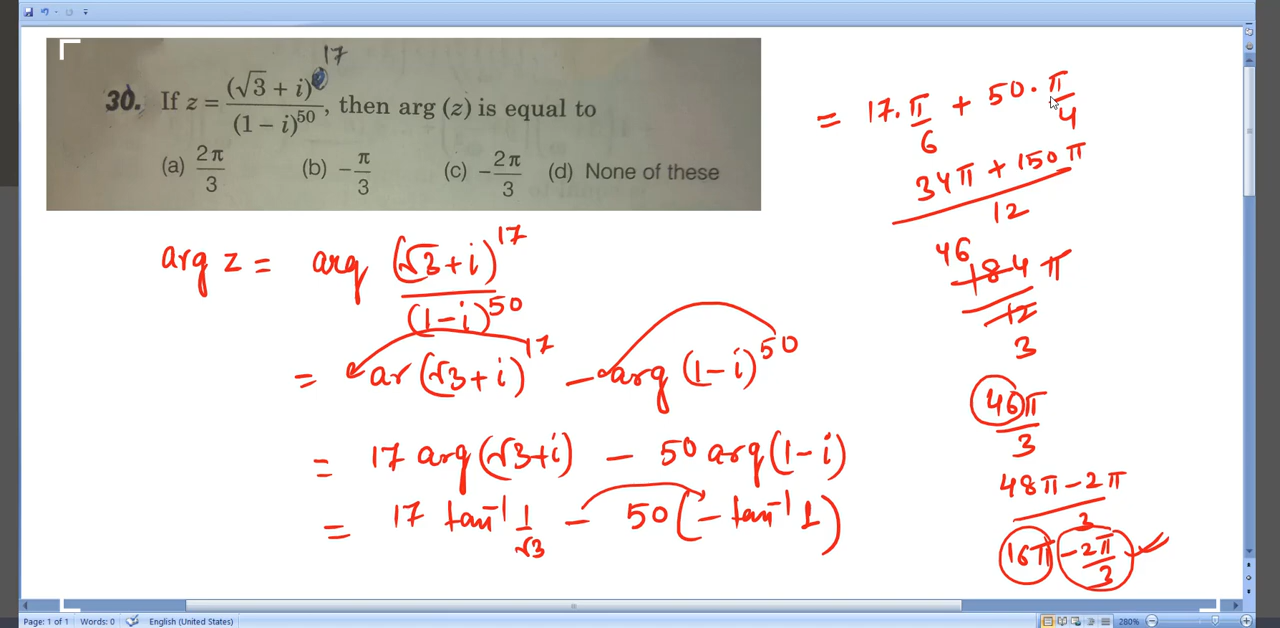 17
30. If z = (√3 + i) / (1 − i)^50, then arg (z) is equal to
(a) 2π/3 (b) −π/3 (c) −2π/3 (d) None of these
arg z = arg (√3+i)^17 / (1−i)^50
= ar(√3+i)^17 − arg(1−i)^50
= 17 arg(√3+i) − 50 arg(1−i)
= 17 tan^-1 1/√3 − 50(−tan^-1 1)
= 17. π/6 + 50. π/4
34π + 150π
12
46
184 π
12
3
46π
3
48π − 2π
3
16π − 2π/3
Page: 1 of 1 Words: 0 English (United States) 280%